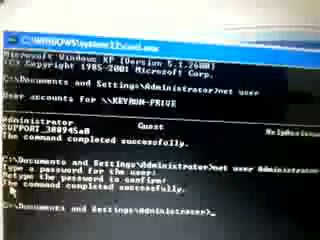 C:\WINDOWS\system32\cmd.exe
Microsoft Windows XP [Version 5.1.2600]
(C) Copyright 1985-2001 Microsoft Corp.
C:\Documents and Settings\Administrator>net user
User accounts for \\KEYRON-PRIVE
Administrator Guest HelpAssistan
SUPPORT_388945a0
The command completed successfully.
C:\Documents and Settings\Administrator>net user Administrator
Type a password for the user:
Retype the password to confirm:
The command completed successfully.
C:\Documents and Settings\Administrator>_